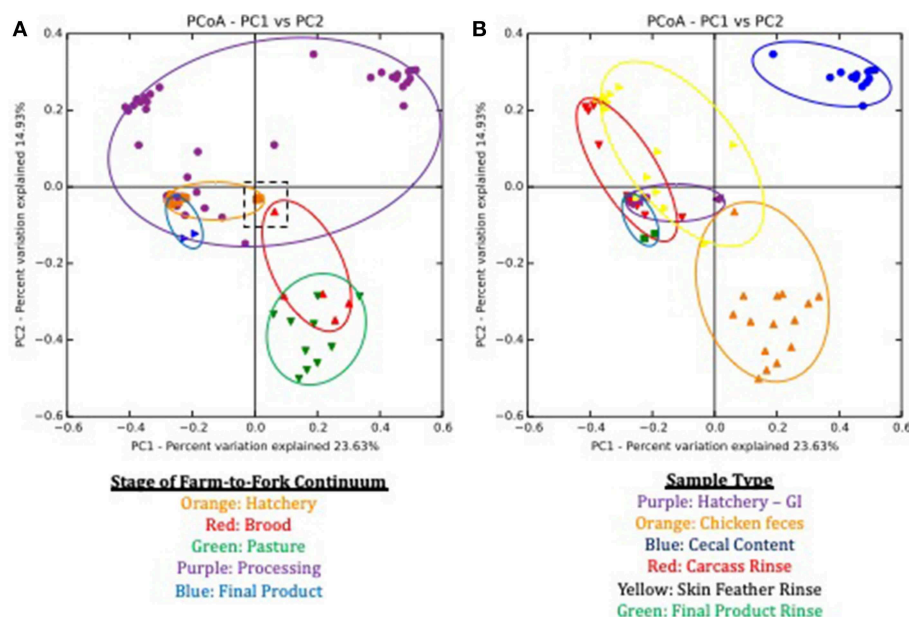 A
PCoA - PC1 vs PC2
0.4
0.2
0.0
−0.2
−0.4
−0.6
−0.6
−0.4
−0.2
0.0
0.2
0.4
0.6
PC2 - Percent variation explained 14.93%
PC1 - Percent variation explained 23.63%
Stage of Farm-to-Fork Continuum
Orange: Hatchery
Red: Brood
Green: Pasture
Purple: Processing
Blue: Final Product
B
PCoA - PC1 vs PC2
0.4
0.2
0.0
−0.2
−0.4
−0.6
−0.6
−0.4
−0.2
0.0
0.2
0.4
0.6
PC2 - Percent variation explained 14.93%
PC1 - Percent variation explained 23.63%
Sample Type
Purple: Hatchery – GI
Orange: Chicken feces
Blue: Cecal Content
Red: Carcass Rinse
Yellow: Skin Feather Rinse
Green: Final Product Rinse